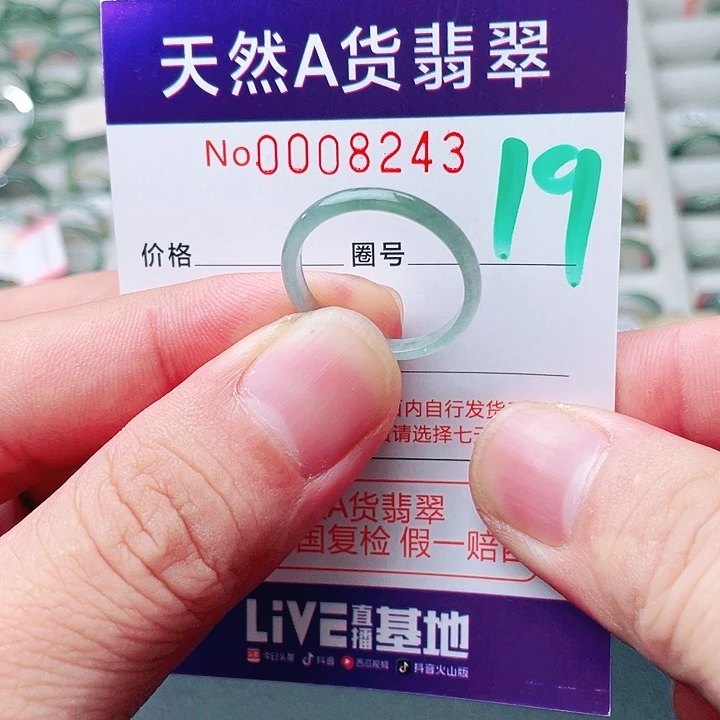 天然A货翡翠
No0008243
19
价格 圈号
内自行发货
请选择七天
A货翡翠
国复检 假一赔
LiVE直播基地
今日头条 抖音 西瓜视频 抖音火山版